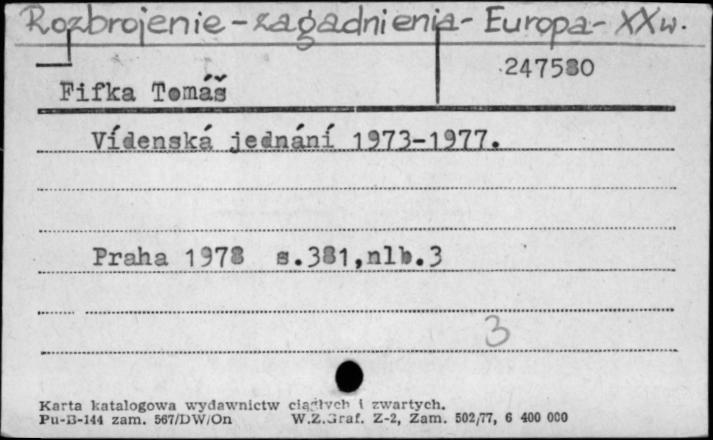 Rozbrojenie - zagadnienia - Europa - XX w.
247580
Fifka Tomáš
Vídenská jednání 1973-1977.
Praha 1978 s.381,nlb.3
3
Karta katalogowa wydawnictw ciągłych i zwartych.
Pu-B-144 zam. 567/DW/On W.Z.Graf. Z-2, Zam. 502/77, 6 400 000